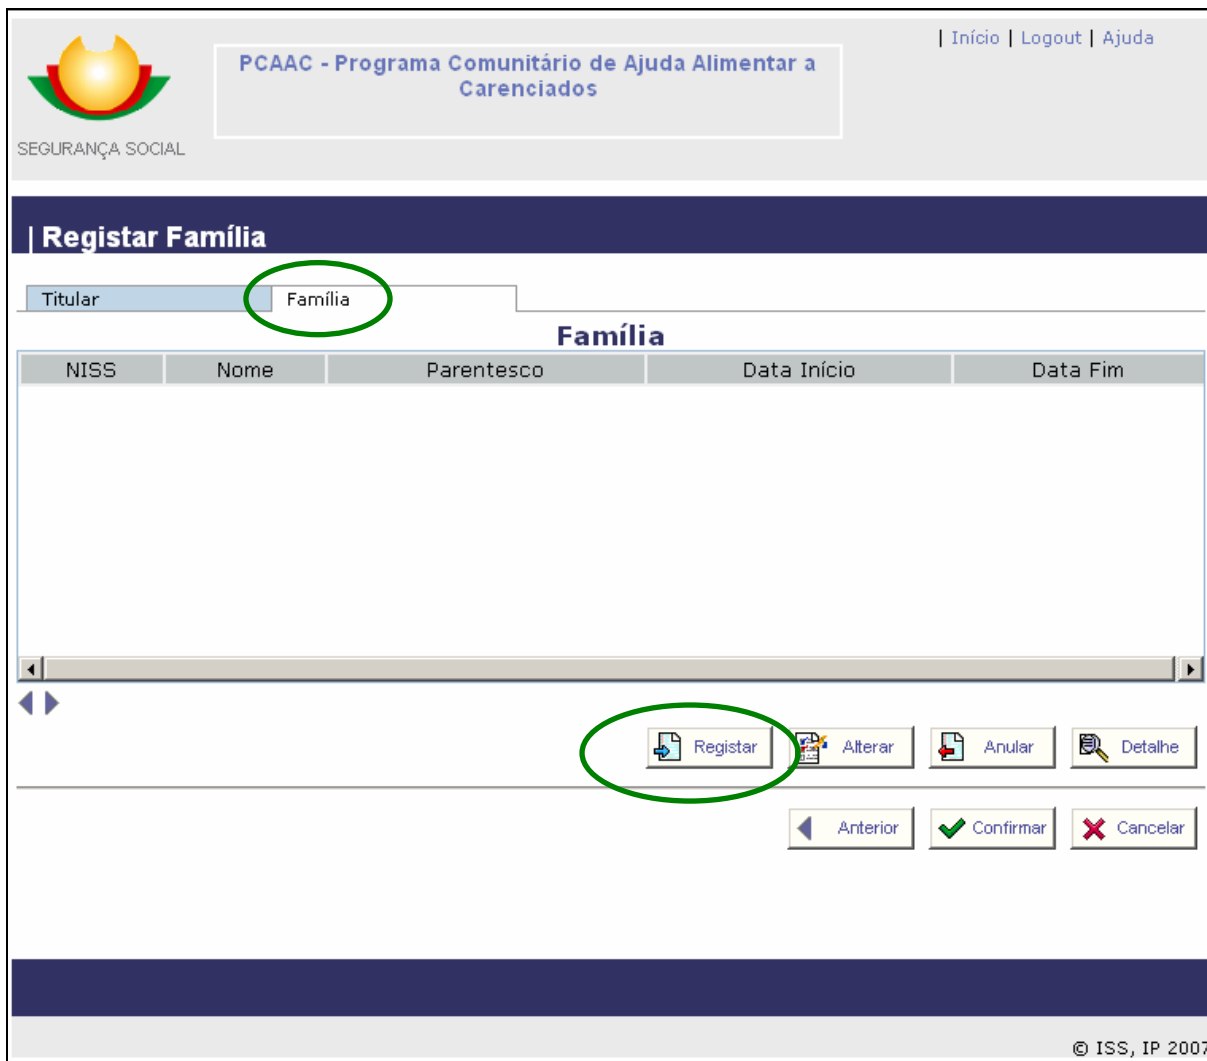 | Início | Logout | Ajuda
PCAAC - Programa Comunitário de Ajuda Alimentar a
Carenciados
SEGURANÇA SOCIAL
| Registar Família
Titular Família
Família
NISS Nome Parentesco Data Início Data Fim
Registar Alterar Anular Detalhe
Anterior Confirmar Cancelar
© ISS, IP 2007